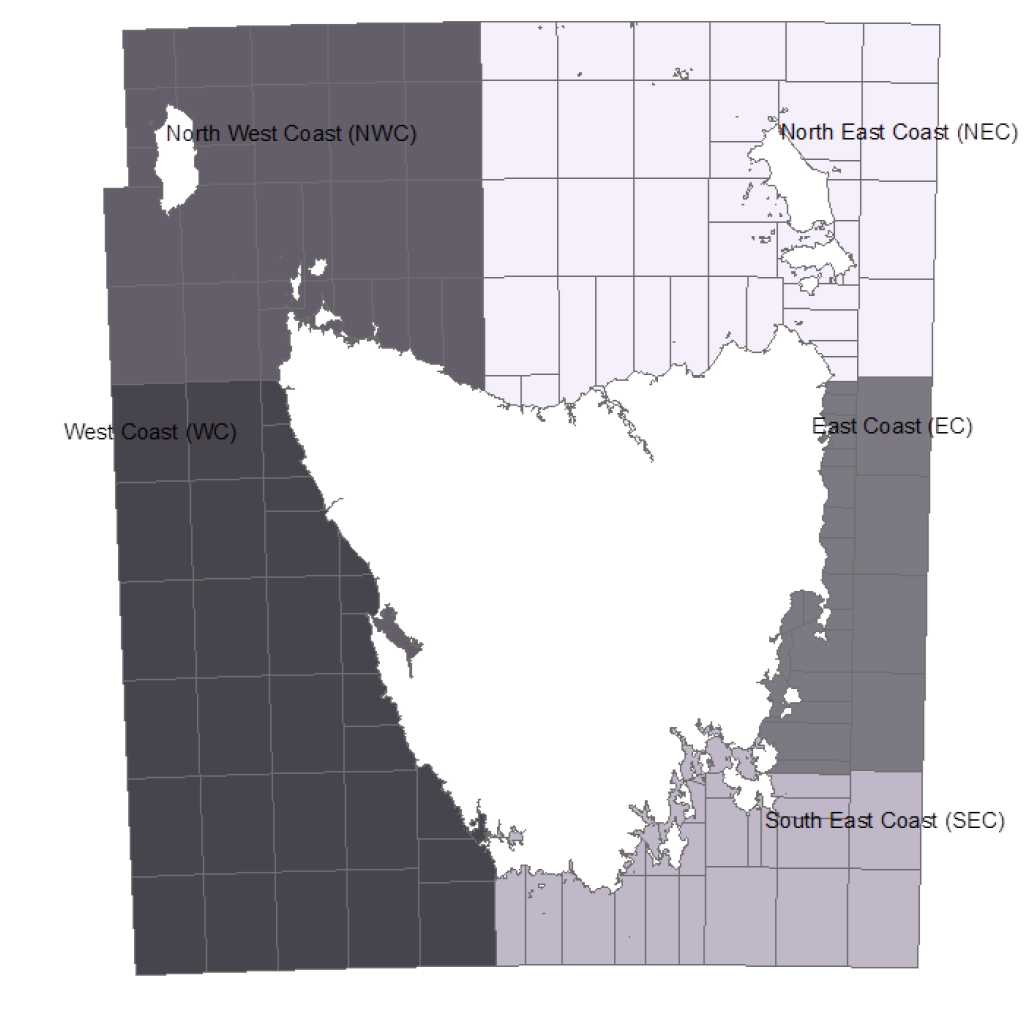 North West Coast (NWC)
North East Coast (NEC)
West Coast (WC)
East Coast (EC)
South East Coast (SEC)